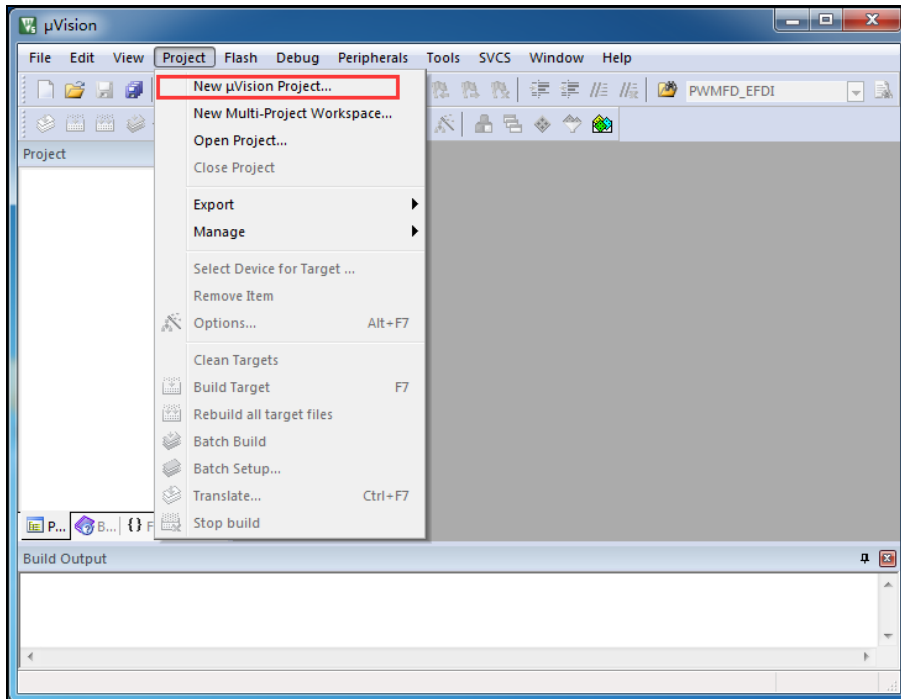 µVision
File Edit View Project Flash Debug Peripherals Tools SVCS Window Help
New µVision Project...
PWMFD_EFDI
New Multi-Project Workspace...
Project
Open Project...
Close Project
Export
Manage
Select Device for Target ...
Remove Item
Options... Alt+F7
Clean Targets
Build Target F7
Rebuild all target files
Batch Build
Batch Setup...
Translate... Ctrl+F7
P... B... {} F
Stop build
Build Output